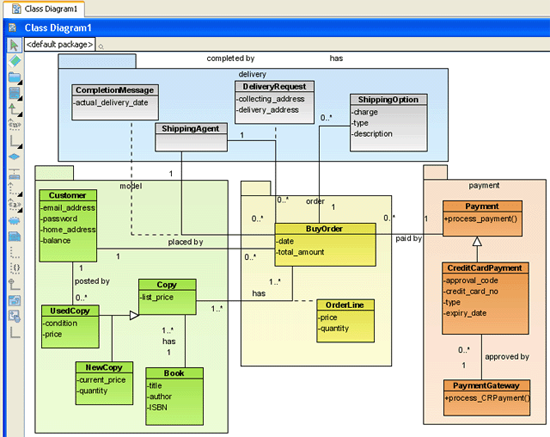 Class Diagram1
Class Diagram1
<default package>
completed by
has
delivery
CompletionMessage
-actual_delivery_date
DeliveryRequest
-collecting_address
-delivery_address
ShippingOption
-charge
-type
-description
ShippingAgent
1
0..*
1
1
1
model
order
payment
Customer
-email_address
-password
-home_address
-balance
0..*
0..*
0..*
1
BuyOrder
-date
-total_amount
Payment
+process_payment()
1
placed by
0..*
paid by
1
1
posted by
0..*
Copy
-list_price
has
1
1..*
CreditCardPayment
-approval_code
-credit_card_no
-type
-expiry_date
UsedCopy
-condition
-price
OrderLine
-price
-quantity
1..*
has
1
0..*
approved by
1
NewCopy
-current_price
-quantity
Book
-title
-author
-ISBN
PaymentGateway
+process_CRPayment()